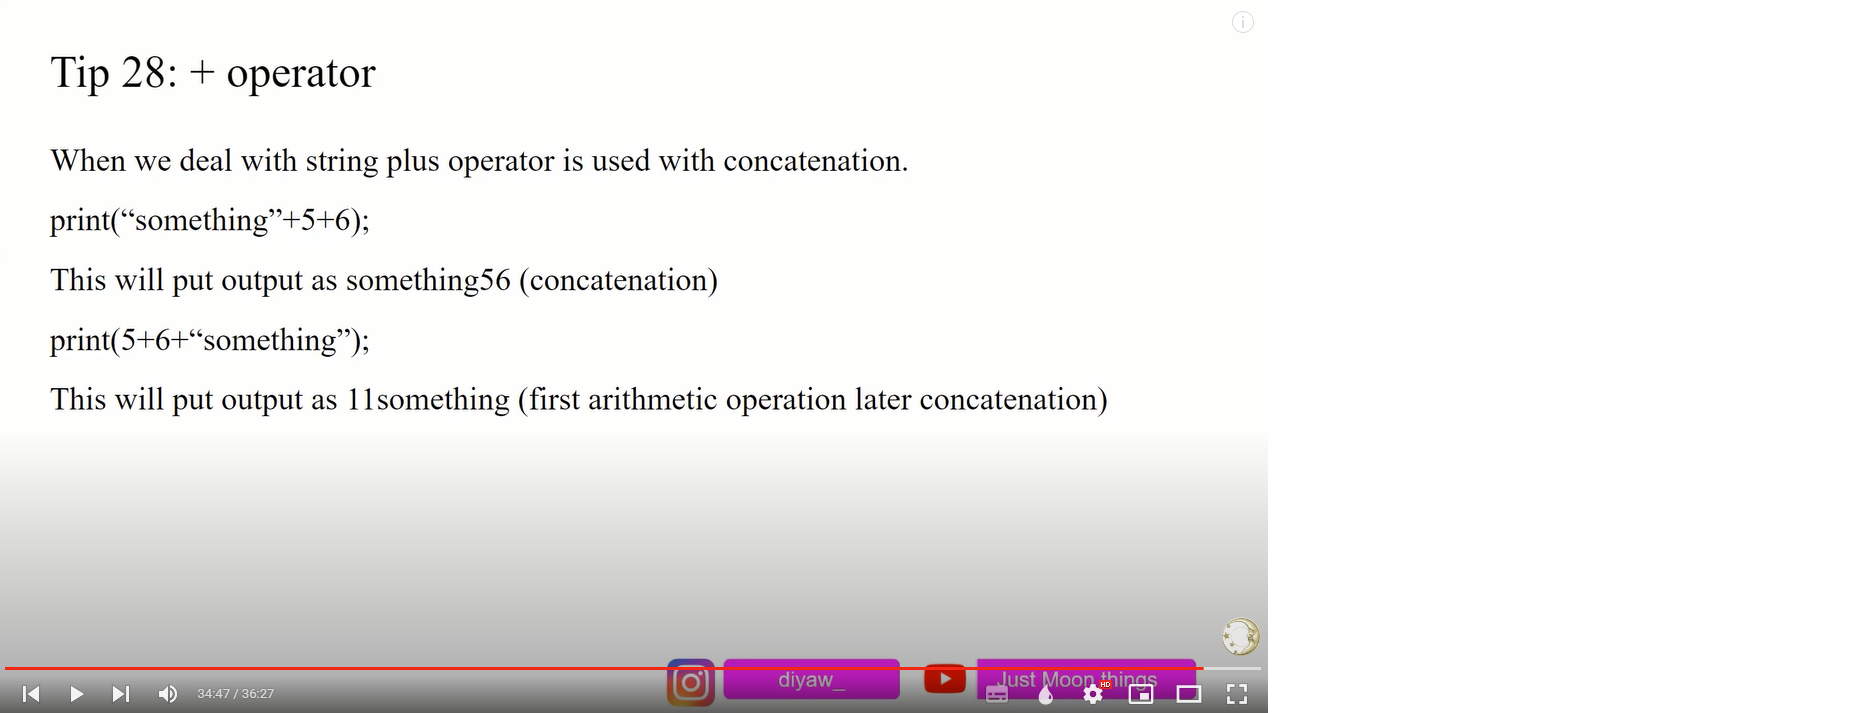 Tip 28: + operator
When we deal with string plus operator is used with concatenation.
print(“something”+5+6);
This will put output as something56 (concatenation)
print(5+6+“something”);
This will put output as 11something (first arithmetic operation later concatenation)
diyaw_
Just Moon things
HD
34:47 / 36:27